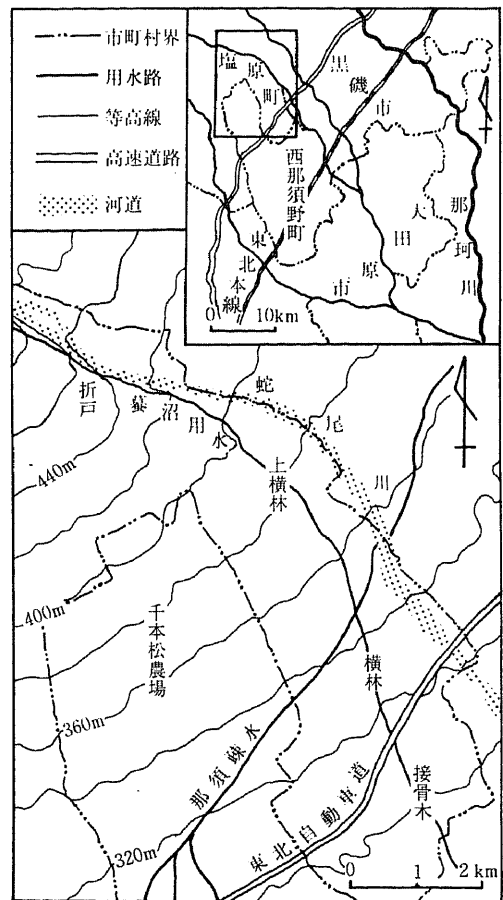 市町村界
用水路
等高線
高速道路
河道
塩原町
黒磯市
西那須野町
大田原市
那珂川
東北本線
0 10km
折戸
蟇沼用水
蛇尾川
上横林
440m
400m
千本松農場
360m
横林
那須疎水
接骨木
東北自動車道
320m
0 1 2km